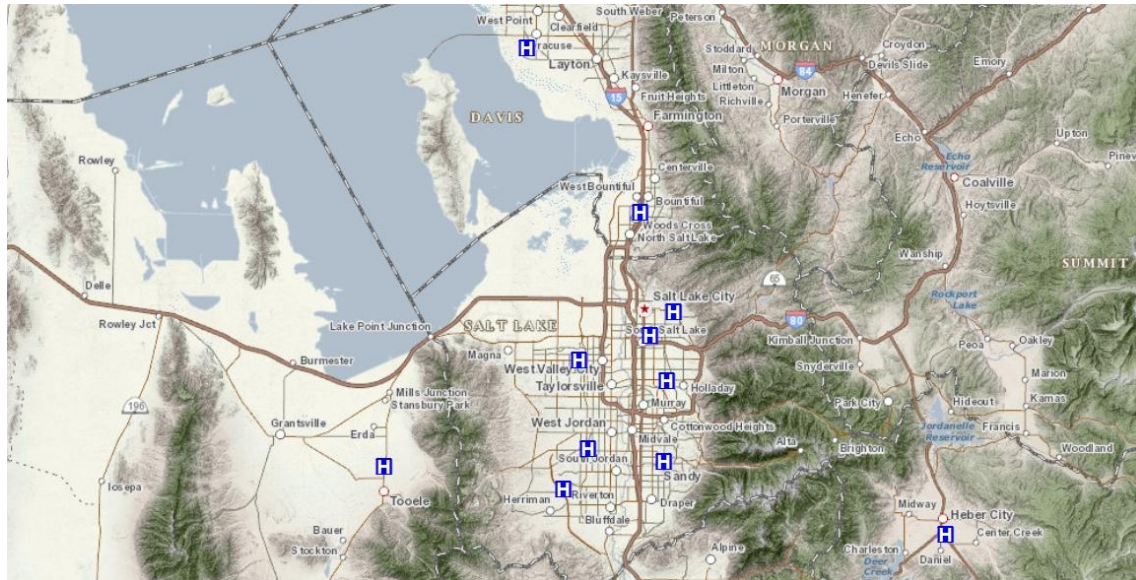 West Point
Clearfield
South Weber
Peterson
H
Layton
Stoddard
MORGAN
Croydon
Devils Slide
Emory
Milton
84
Kaysville
Littleton
Morgan
15
Fruit Heights
Richville
Henefer
DAVIS
Farmington
Porterville
Echo
Upton
Rowley
Echo
Reservoir
Centerville
Coalville
West Bountiful
Bountiful
Hoytsville
H
Woods Cross
North Salt Lake
Wanship
SUMMIT
65
Delle
Salt Lake City
Rockport
Lake
Rowley Jct
Lake Point Junction
SALT LAKE
H
80
H
Kimball Junction
Peoa
Oakley
Magna
H
Burmester
West Valley City
Snyderville
Marion
Taylorsville
H
Holladay
Mills Junction
Stansbury Park
Murray
Park City
Hideout
Kamas
196
Grantsville
Erda
West Jordan
Midvale
Cottonwood Heights
Jordanelle
Reservoir
Francis
Alta
Brighton
Woodland
H
South Jordan
H
H
Sandy
Iosepa
Tooele
H
Riverton
Herriman
Draper
Midway
Heber City
Bluffdale
Bauer
H
Center Creek
Stockton
Alpine
Charleston
Daniel
Deer
Creek